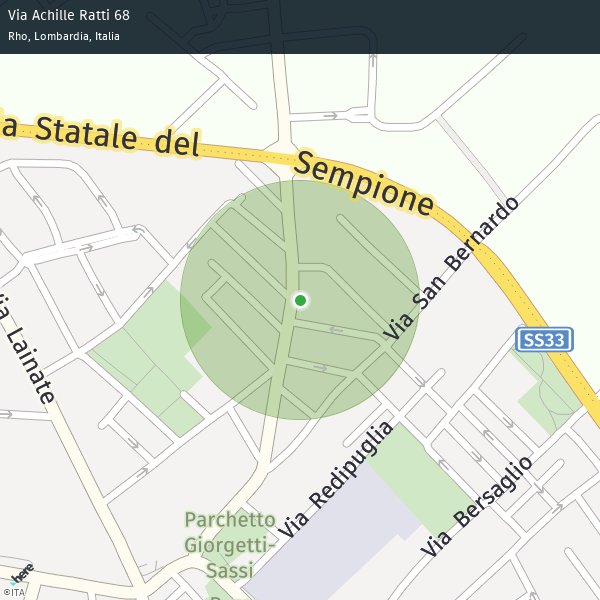 Via Achille Ratti 68
Rho, Lombardia, Italia
a Statale del
Sempione
Via San Bernardo
SS33
ia Lainate
Via Redipuglia
Via Bersaglio
Parchetto
Giorgetti-
Sassi
here
©ITA